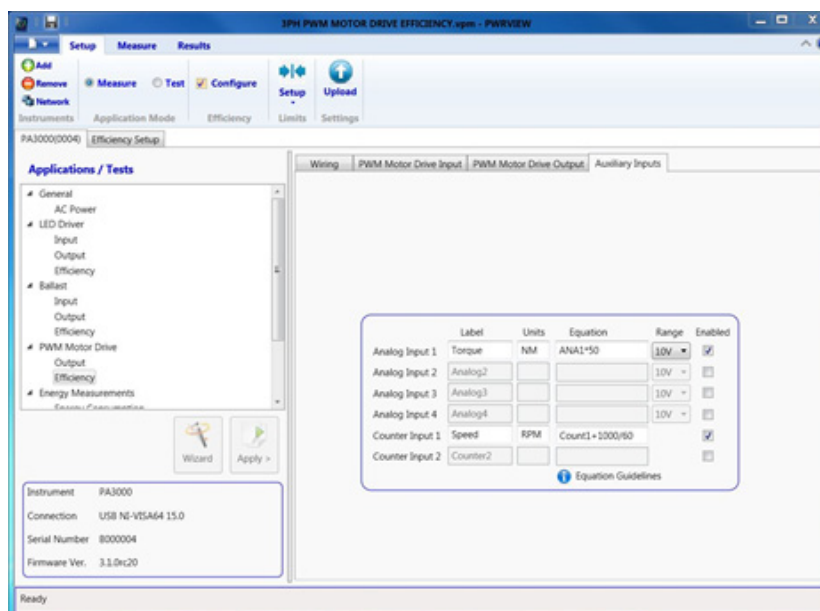 3PH PWM MOTOR DRIVE EFFICIENCY.vpm - PWRVIEW
Setup Measure Results
Add
Remove
Network
Measure Test Configure
Setup
Upload
Instruments Application Mode Efficiency Limits Settings
PA3000(0004) Efficiency Setup
Applications / Tests
General
AC Power
LED Driver
Input
Output
Efficiency
Ballast
Input
Output
Efficiency
PWM Motor Drive
Output
Efficiency
Energy Measurements
Energy Consumption
Wizard Apply >
Instrument PA3000
Connection USB NI-VISA64 15.0
Serial Number B000004
Firmware Ver. 3.1.0rc20
Wiring PWM Motor Drive Input PWM Motor Drive Output Auxiliary Inputs
Label Units Equation Range Enabled
Analog Input 1 Torque NM ANA1*50 10V
Analog Input 2 Analog2 10V
Analog Input 3 Analog3 10V
Analog Input 4 Analog4 10V
Counter Input 1 Speed RPM Count1+1000/60
Counter Input 2 Counter2
Equation Guidelines
Ready